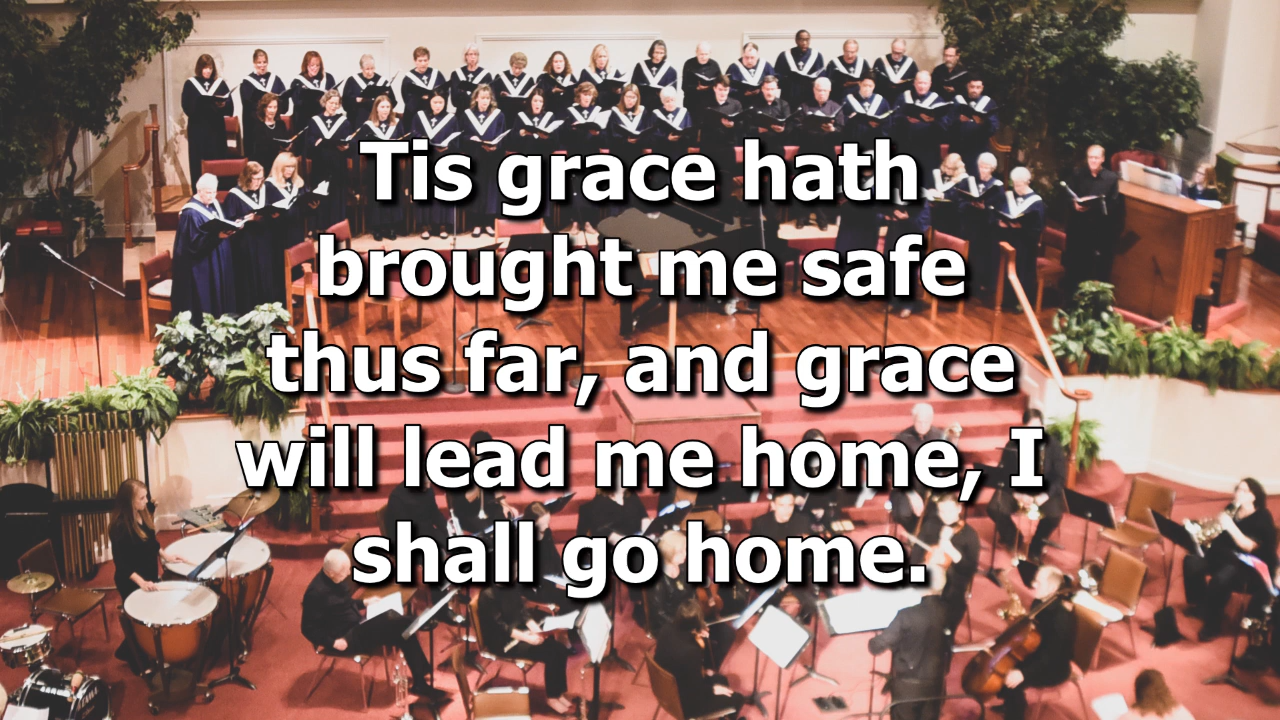 Tis grace hath
brought me safe
thus far, and grace
will lead me home, I
shall go home.